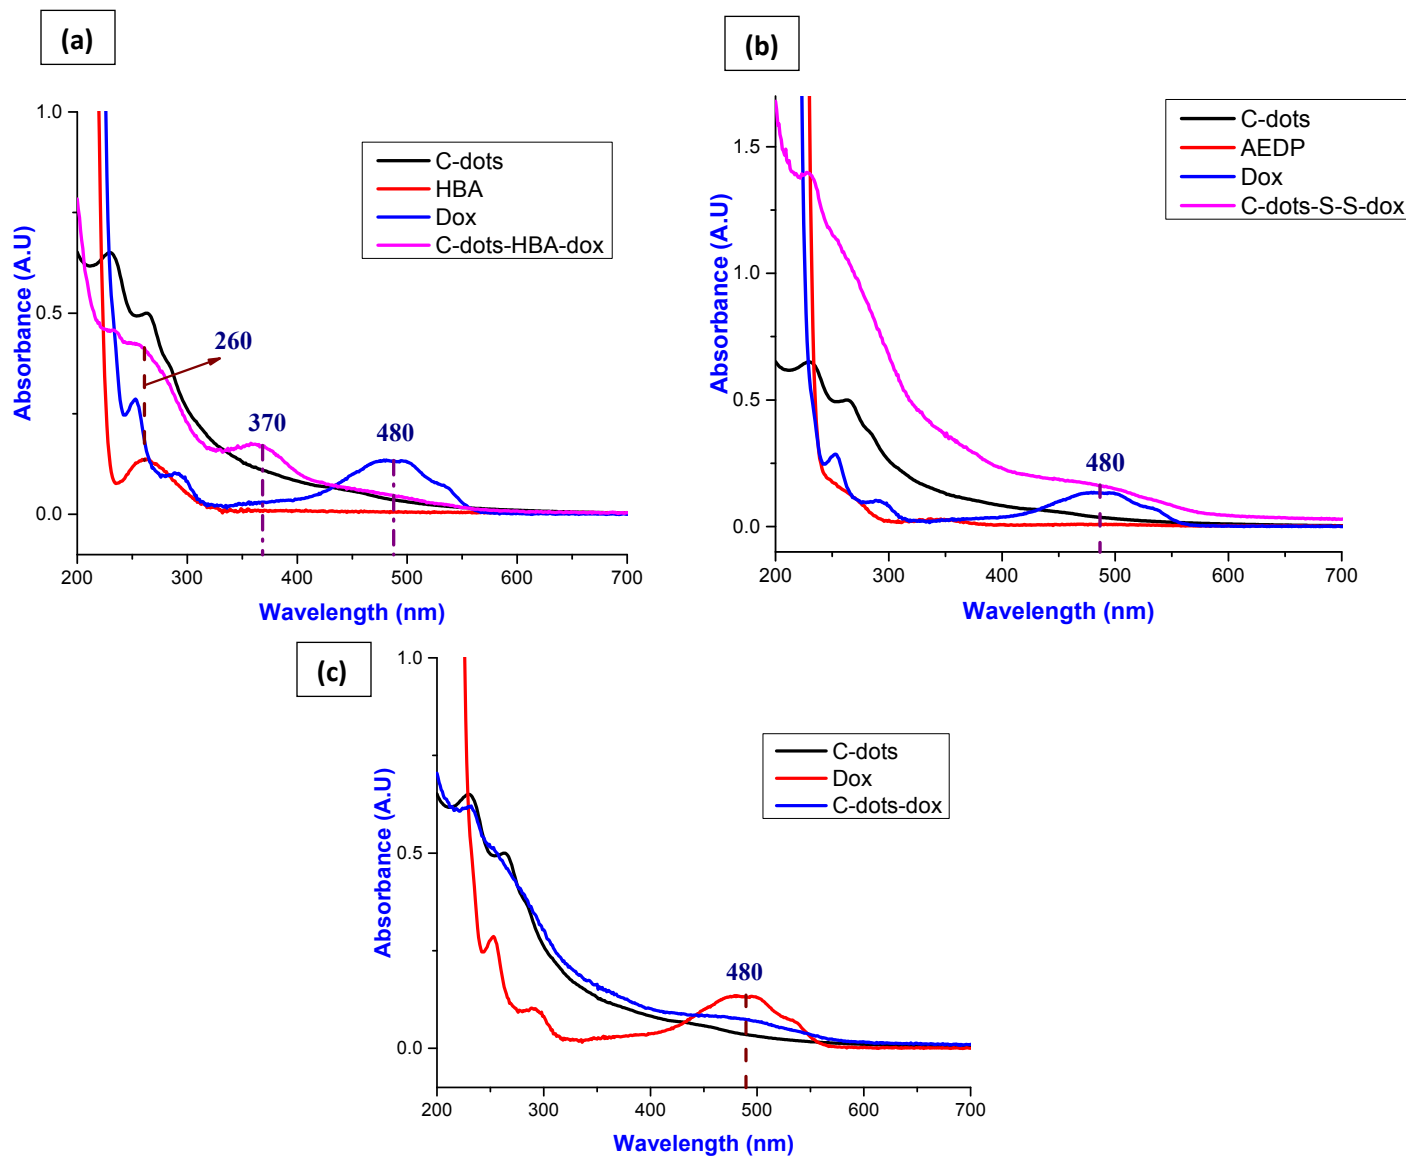 (a)
1.0
0.5
0.0
Absorbance (A.U)
C-dots
HBA
Dox
C-dots-HBA-dox
260
370
480
200
300
400
500
600
700
Wavelength (nm)
(b)
1.5
1.0
0.5
0.0
Absorbance (A.U)
C-dots
AEDP
Dox
C-dots-S-S-dox
480
200
300
400
500
600
700
Wavelength (nm)
(c)
1.0
0.5
0.0
Absorbance (A.U)
C-dots
Dox
C-dots-dox
480
200
300
400
500
600
700
Wavelength (nm)